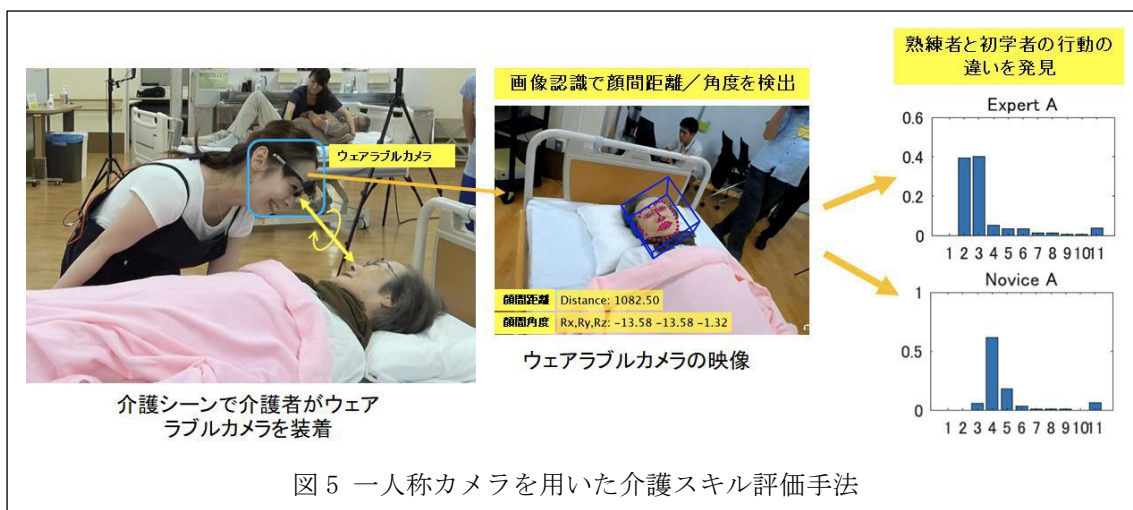 熟練者と初学者の行動の
違いを発見
画像認識で顔間距離／角度を検出
ウェアラブルカメラ
Expert A
0.6
0.4
0.2
0
1 2 3 4 5 6 7 8 9 10 11
顔間距離 Distance: 1082.50
顔間角度 Rx,Ry,Rz: -13.58 -13.58 -1.32
Novice A
1
0.5
0
1 2 3 4 5 6 7 8 9 10 11
ウェアラブルカメラの映像
介護シーンで介護者がウェア
ラブルカメラを装着
図 5 一人称カメラを用いた介護スキル評価手法